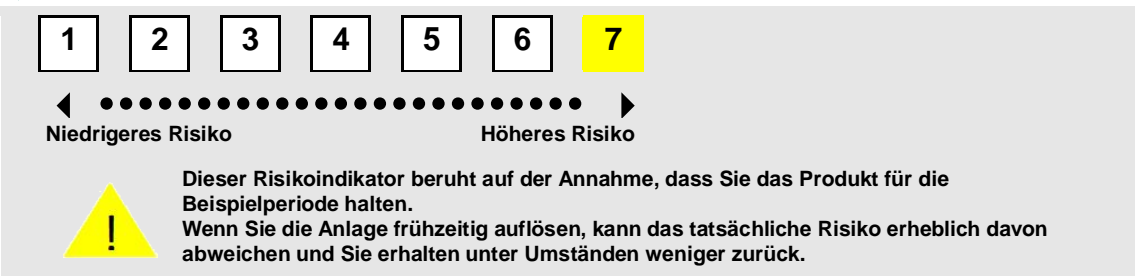 1 2 3 4 5 6 7
Niedrigeres Risiko Höheres Risiko
!
Dieser Risikoindikator beruht auf der Annahme, dass Sie das Produkt für die
Beispielperiode halten.
Wenn Sie die Anlage frühzeitig auflösen, kann das tatsächliche Risiko erheblich davon
abweichen und Sie erhalten unter Umständen weniger zurück.